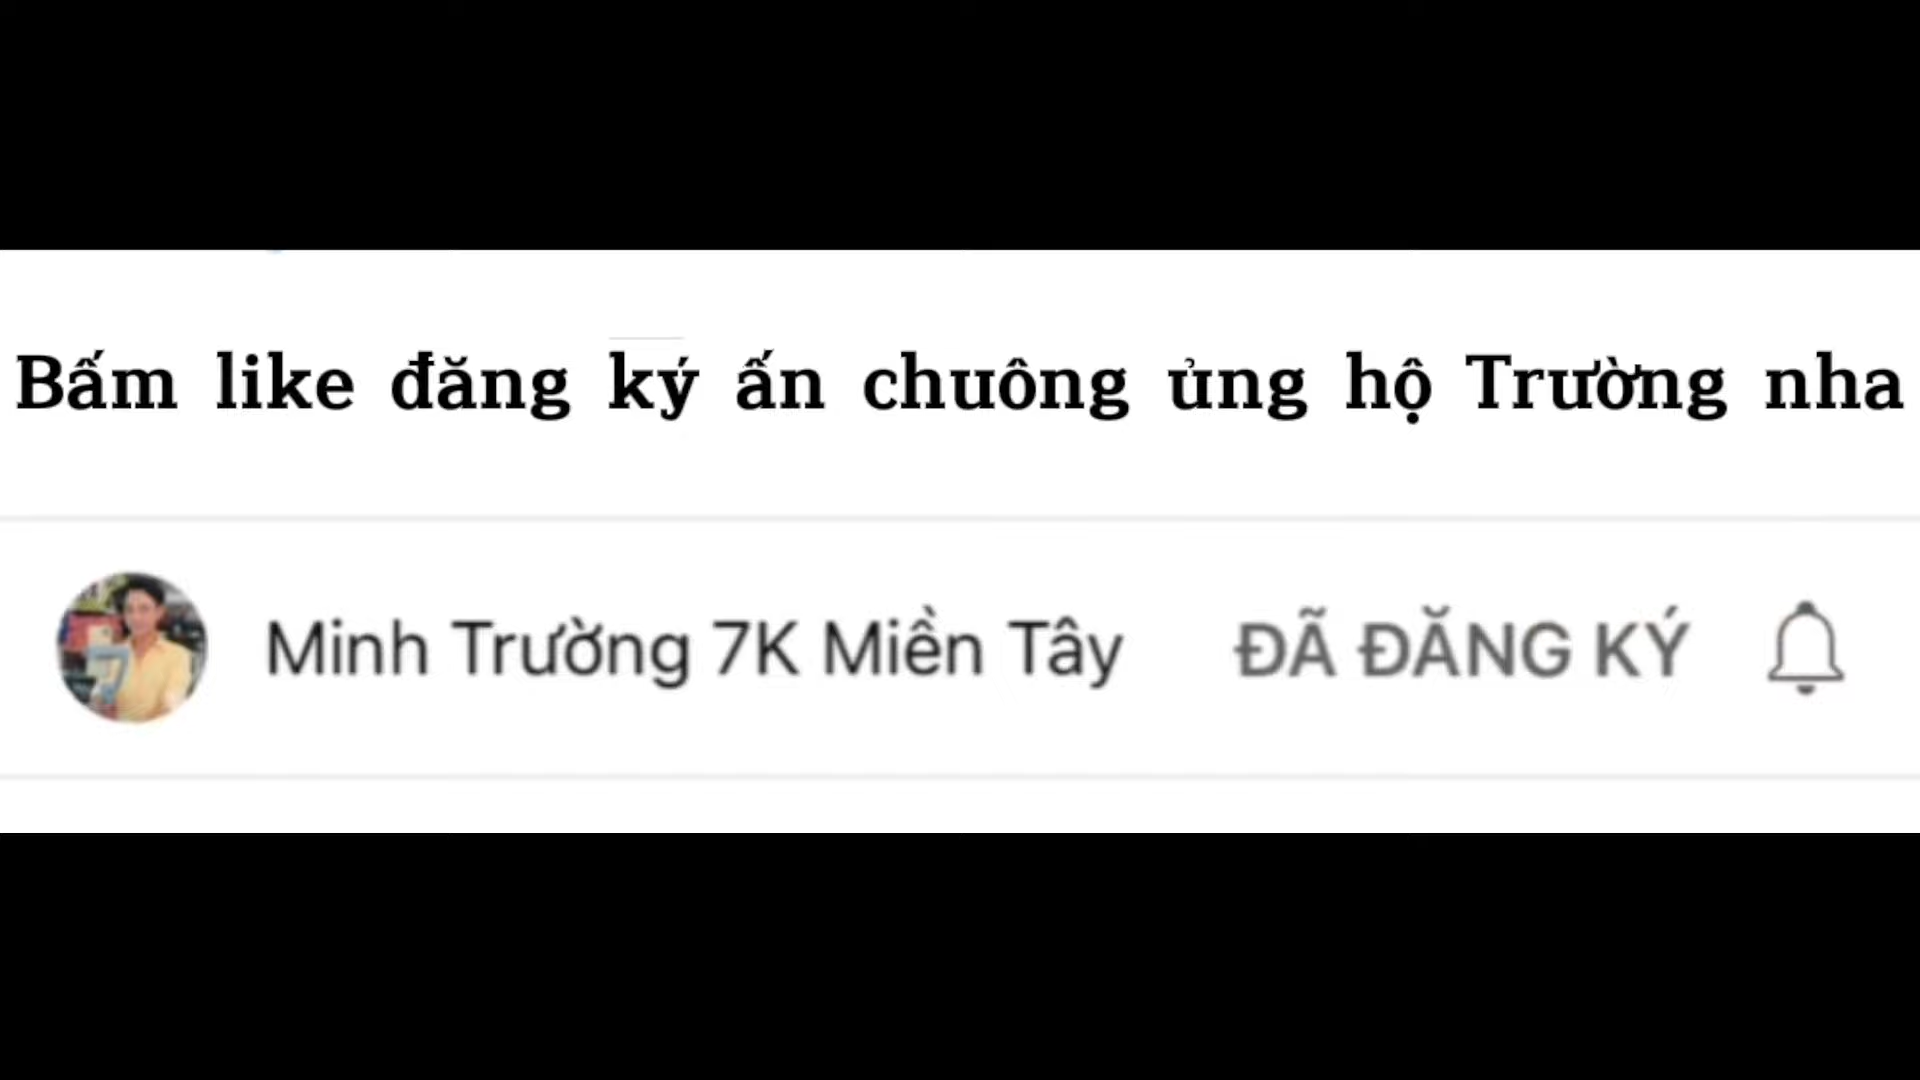 Bấm like đăng ký ấn chuông ủng hộ Trường nha
Minh Trường 7K Miền Tây ĐÃ ĐĂNG KÝ